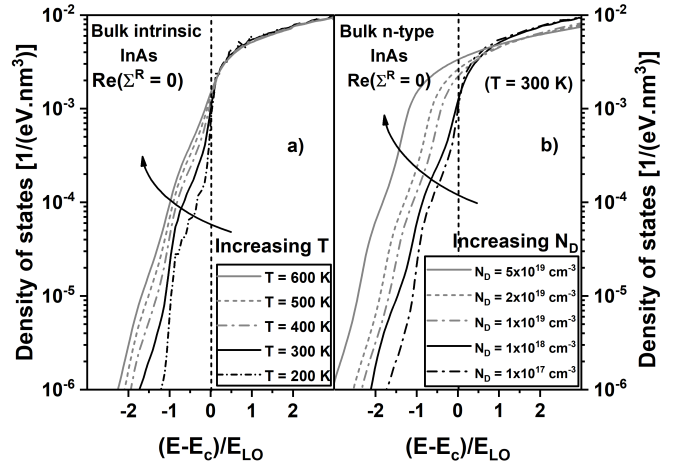 Density of states [1/(eV.nm³)]
10⁻²
10⁻³
10⁻⁴
10⁻⁵
10⁻⁶
Bulk intrinsic
InAs
Re(Σᴿ = 0)
a)
Increasing T
T = 600 K
T = 500 K
T = 400 K
T = 300 K
T = 200 K
-2 -1 0 1 2
(E-E_c)/E_LO
Bulk n-type
InAs
Re(Σᴿ = 0)
(T = 300 K)
b)
Increasing N_D
N_D = 5x10¹⁹ cm⁻³
N_D = 2x10¹⁹ cm⁻³
N_D = 1x10¹⁹ cm⁻³
N_D = 1x10¹⁸ cm⁻³
N_D = 1x10¹⁷ cm⁻³
-2 -1 0 1 2
(E-E_c)/E_LO
10⁻²
10⁻³
10⁻⁴
10⁻⁵
10⁻⁶
Density of states [1/(eV.nm³)]